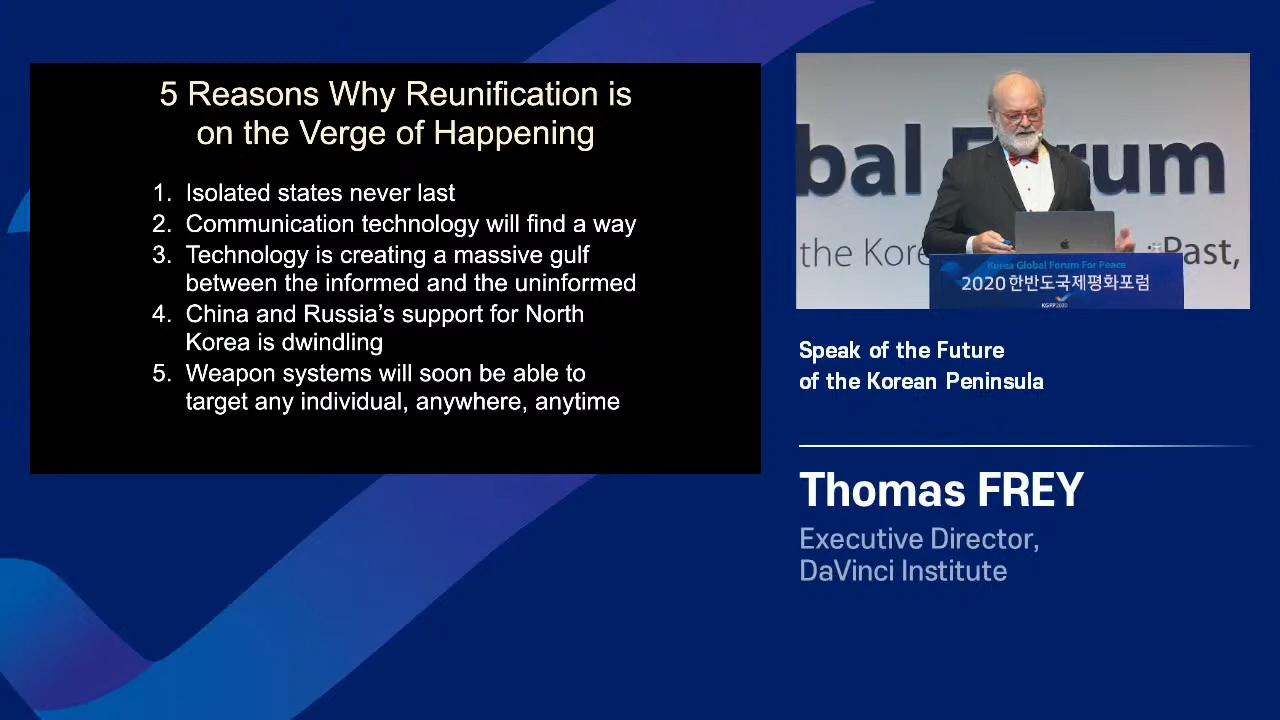 5 Reasons Why Reunification is
on the Verge of Happening
1. Isolated states never last
2. Communication technology will find a way
3. Technology is creating a massive gulf
between the informed and the uninformed
4. China and Russia's support for North
Korea is dwindling
5. Weapon systems will soon be able to
target any individual, anywhere, anytime
bal Forum
the Kore
Past,
Korea Global Forum For Peace
2020 한반도국제평화포럼
KGFP2020
Speak of the Future
of the Korean Peninsula
Thomas FREY
Executive Director,
DaVinci Institute